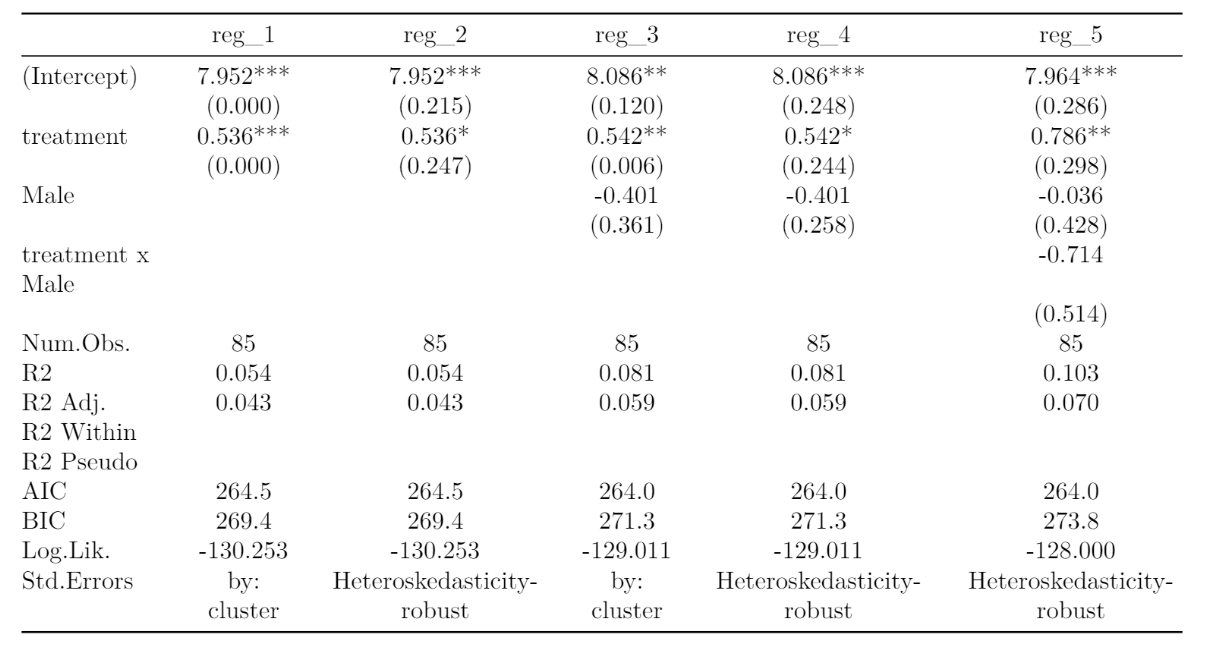 reg_1 reg_2 reg_3 reg_4 reg_5
(Intercept) 7.952*** 7.952*** 8.086** 8.086*** 7.964***
(0.000) (0.215) (0.120) (0.248) (0.286)
treatment 0.536*** 0.536* 0.542** 0.542* 0.786**
(0.000) (0.247) (0.006) (0.244) (0.298)
Male -0.401 -0.401 -0.036
(0.361) (0.258) (0.428)
treatment x -0.714
Male
(0.514)
Num.Obs. 85 85 85 85 85
R2 0.054 0.054 0.081 0.081 0.103
R2 Adj. 0.043 0.043 0.059 0.059 0.070
R2 Within
R2 Pseudo
AIC 264.5 264.5 264.0 264.0 264.0
BIC 269.4 269.4 271.3 271.3 273.8
Log.Lik. -130.253 -130.253 -129.011 -129.011 -128.000
Std.Errors by: Heteroskedasticity- by: Heteroskedasticity- Heteroskedasticity-
cluster robust cluster robust robust